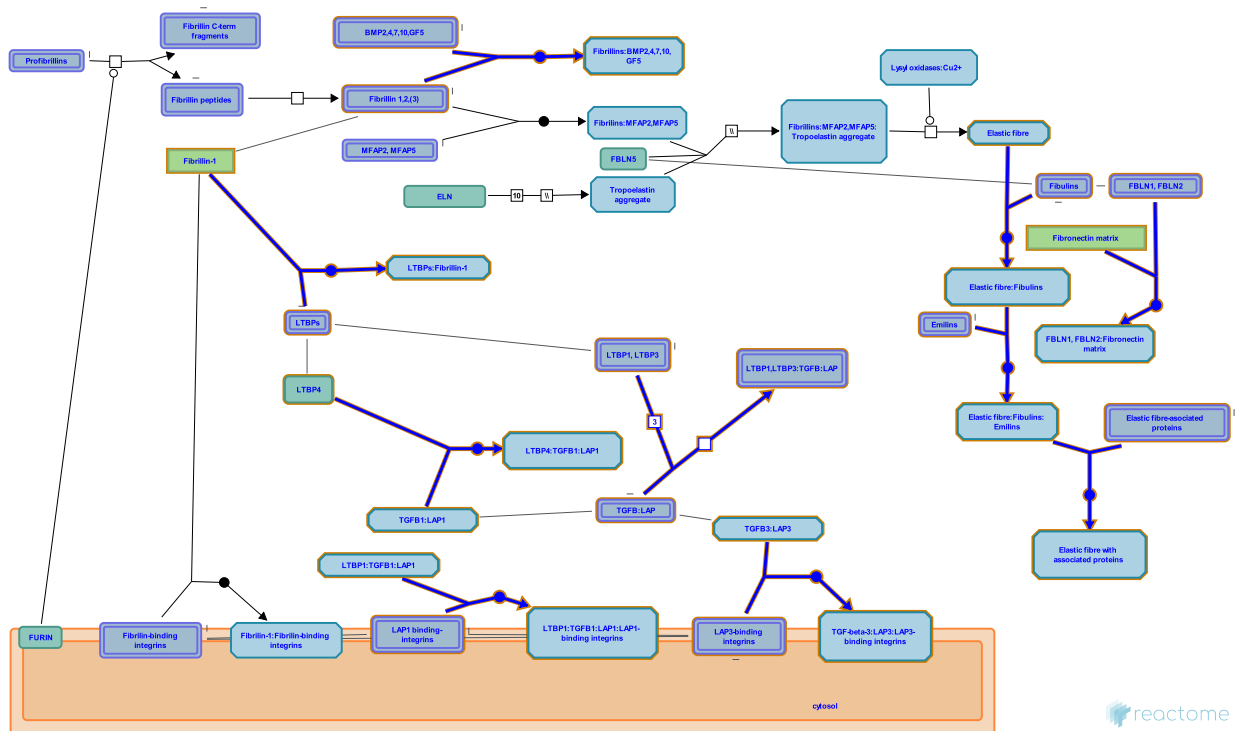 Fibrillin C-term
fragments
Profibrillins
Fibrillin peptides
BMP2,4,7,10,GF5
Fibrillins:BMP2,4,7,10,
GF5
Fibrillin 1,2,(3)
MFAP2, MFAP5
Fibrilins:MFAP2,MFAP5
Lysyl oxidases:Cu2+
Fibrillins:MFAP2,MFAP5:
Tropoelastin aggregate
Elastic fibre
\\
Fibrillin-1
FBLN5
ELN
10
\\
Tropoelastin
aggregate
Fibulins
FBLN1, FBLN2
Fibronectin matrix
LTBPs:Fibrillin-1
Elastic fibre:Fibulins
LTBPs
Emilins
FBLN1, FBLN2:Fibronectin
matrix
LTBP1, LTBP3
LTBP1,LTBP3:TGFB:LAP
LTBP4
3
Elastic fibre:Fibulins:
Emilins
Elastic fibre-asociated
proteins
LTBP4:TGFB1:LAP1
TGFB1:LAP1
TGFB:LAP
TGFB3:LAP3
Elastic fibre with
associated proteins
LTBP1:TGFB1:LAP1
FURIN
Fibrillin-binding
integrins
Fibrilin-1:Fibrilin-binding
integrins
LAP1 binding-
integrins
LTBP1:TGFB1:LAP1:LAP1-
binding integrins
LAP3-binding
integrins
TGF-beta-3:LAP3:LAP3-
binding integrins
cytosol
reactome